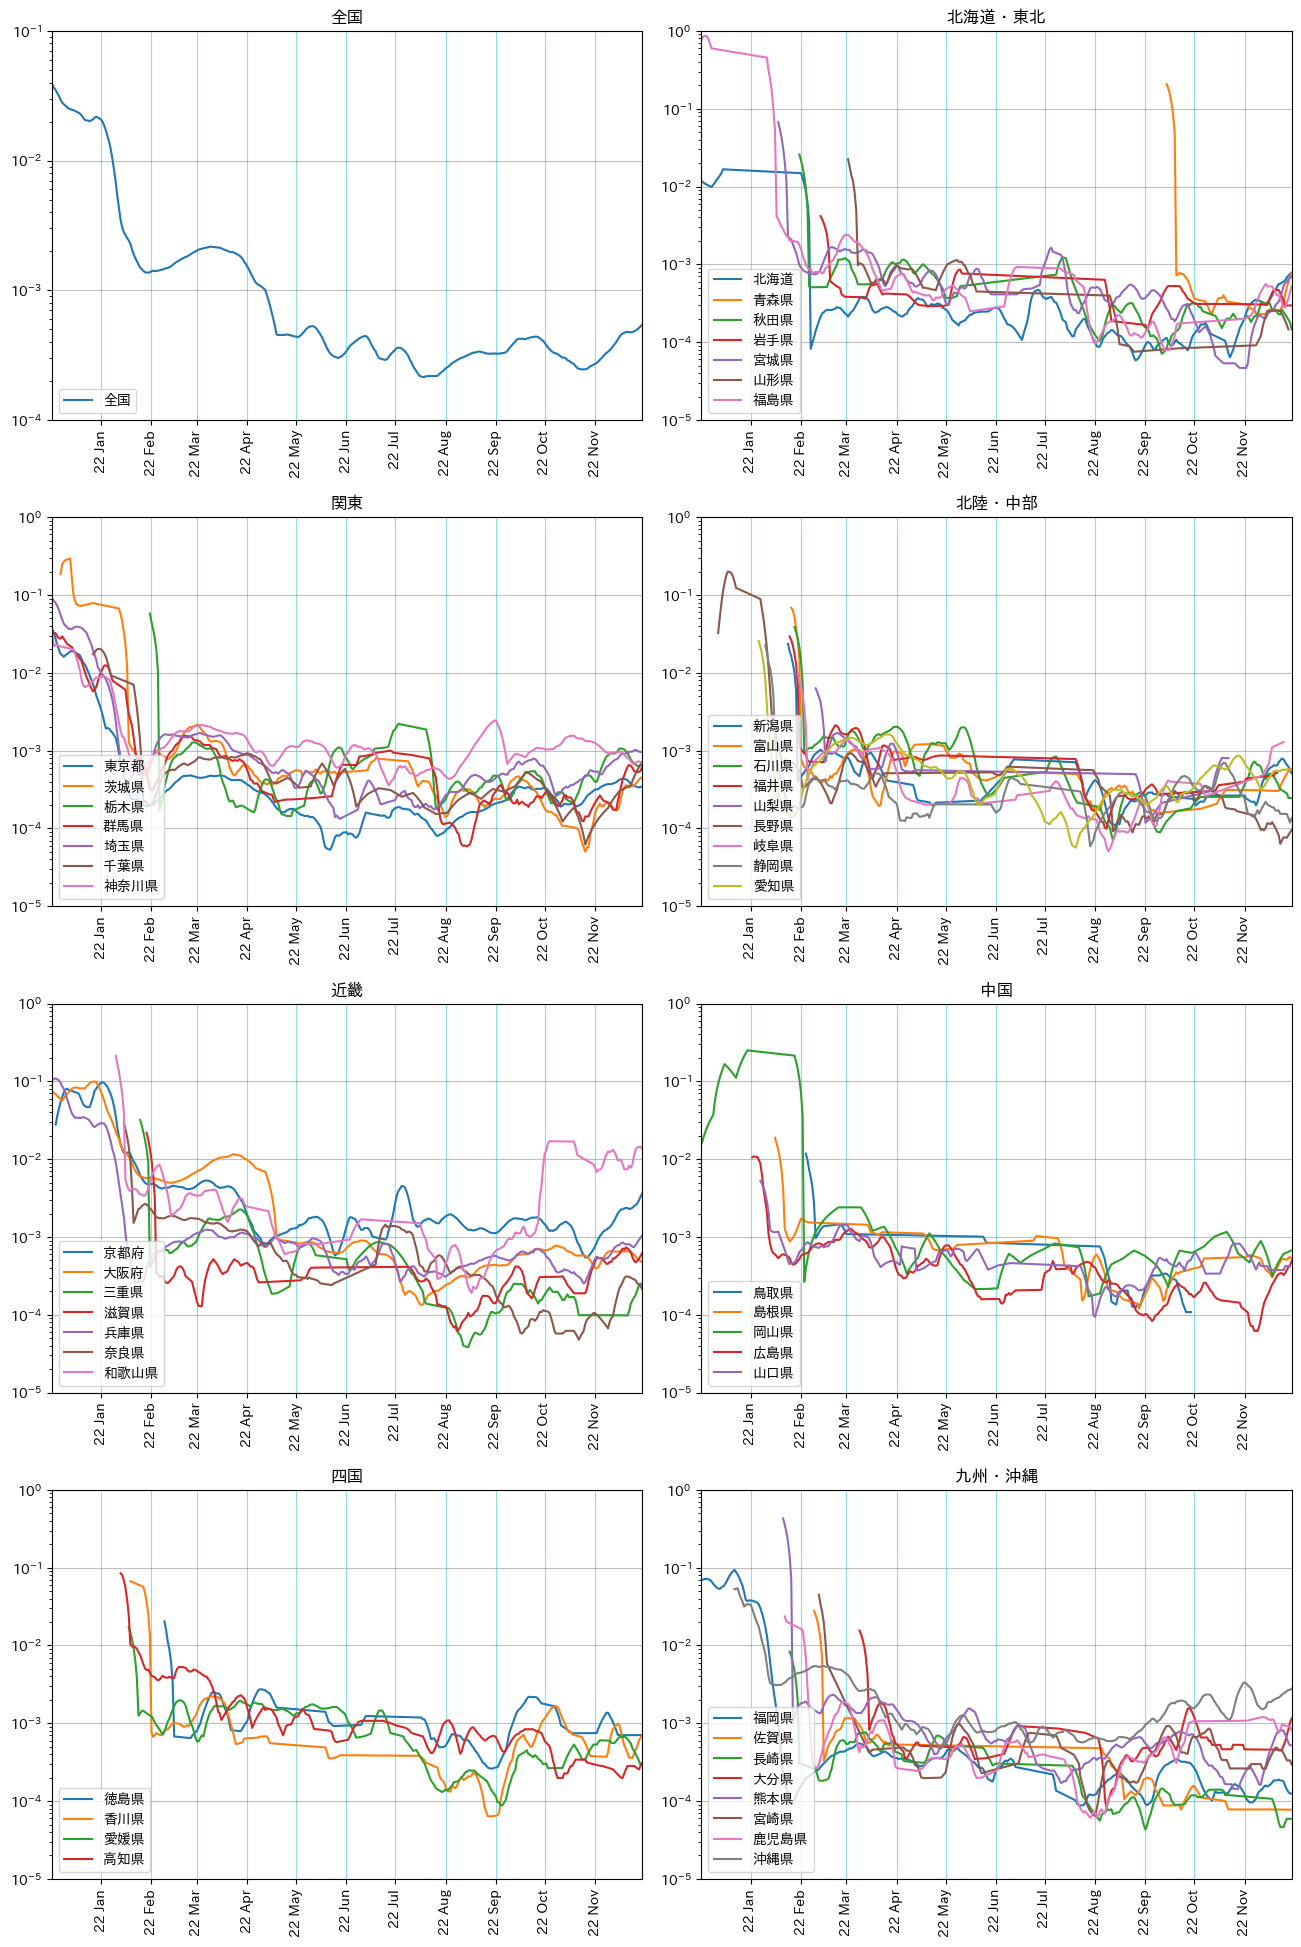 全国
10⁻¹
10⁻²
10⁻³
10⁻⁴
全国
22 Jan
22 Feb
22 Mar
22 Apr
22 May
22 Jun
22 Jul
22 Aug
22 Sep
22 Oct
22 Nov
北海道・東北
10⁰
10⁻¹
10⁻²
10⁻³
10⁻⁴
10⁻⁵
北海道
青森県
秋田県
岩手県
宮城県
山形県
福島県
22 Jan
22 Feb
22 Mar
22 Apr
22 May
22 Jun
22 Jul
22 Aug
22 Sep
22 Oct
22 Nov
関東
10⁰
10⁻¹
10⁻²
10⁻³
10⁻⁴
10⁻⁵
東京都
茨城県
栃木県
群馬県
埼玉県
千葉県
神奈川県
22 Jan
22 Feb
22 Mar
22 Apr
22 May
22 Jun
22 Jul
22 Aug
22 Sep
22 Oct
22 Nov
北陸・中部
10⁰
10⁻¹
10⁻²
10⁻³
10⁻⁴
10⁻⁵
新潟県
富山県
石川県
福井県
山梨県
長野県
岐阜県
静岡県
愛知県
22 Jan
22 Feb
22 Mar
22 Apr
22 May
22 Jun
22 Jul
22 Aug
22 Sep
22 Oct
22 Nov
近畿
10⁰
10⁻¹
10⁻²
10⁻³
10⁻⁴
10⁻⁵
京都府
大阪府
三重県
滋賀県
兵庫県
奈良県
和歌山県
22 Jan
22 Feb
22 Mar
22 Apr
22 May
22 Jun
22 Jul
22 Aug
22 Sep
22 Oct
22 Nov
中国
10⁰
10⁻¹
10⁻²
10⁻³
10⁻⁴
10⁻⁵
鳥取県
島根県
岡山県
広島県
山口県
22 Jan
22 Feb
22 Mar
22 Apr
22 May
22 Jun
22 Jul
22 Aug
22 Sep
22 Oct
22 Nov
四国
10⁰
10⁻¹
10⁻²
10⁻³
10⁻⁴
10⁻⁵
徳島県
香川県
愛媛県
高知県
22 Jan
22 Feb
22 Mar
22 Apr
22 May
22 Jun
22 Jul
22 Aug
22 Sep
22 Oct
22 Nov
九州・沖縄
10⁰
10⁻¹
10⁻²
10⁻³
10⁻⁴
10⁻⁵
福岡県
佐賀県
長崎県
大分県
熊本県
宮崎県
鹿児島県
沖縄県
22 Jan
22 Feb
22 Mar
22 Apr
22 May
22 Jun
22 Jul
22 Aug
22 Sep
22 Oct
22 Nov